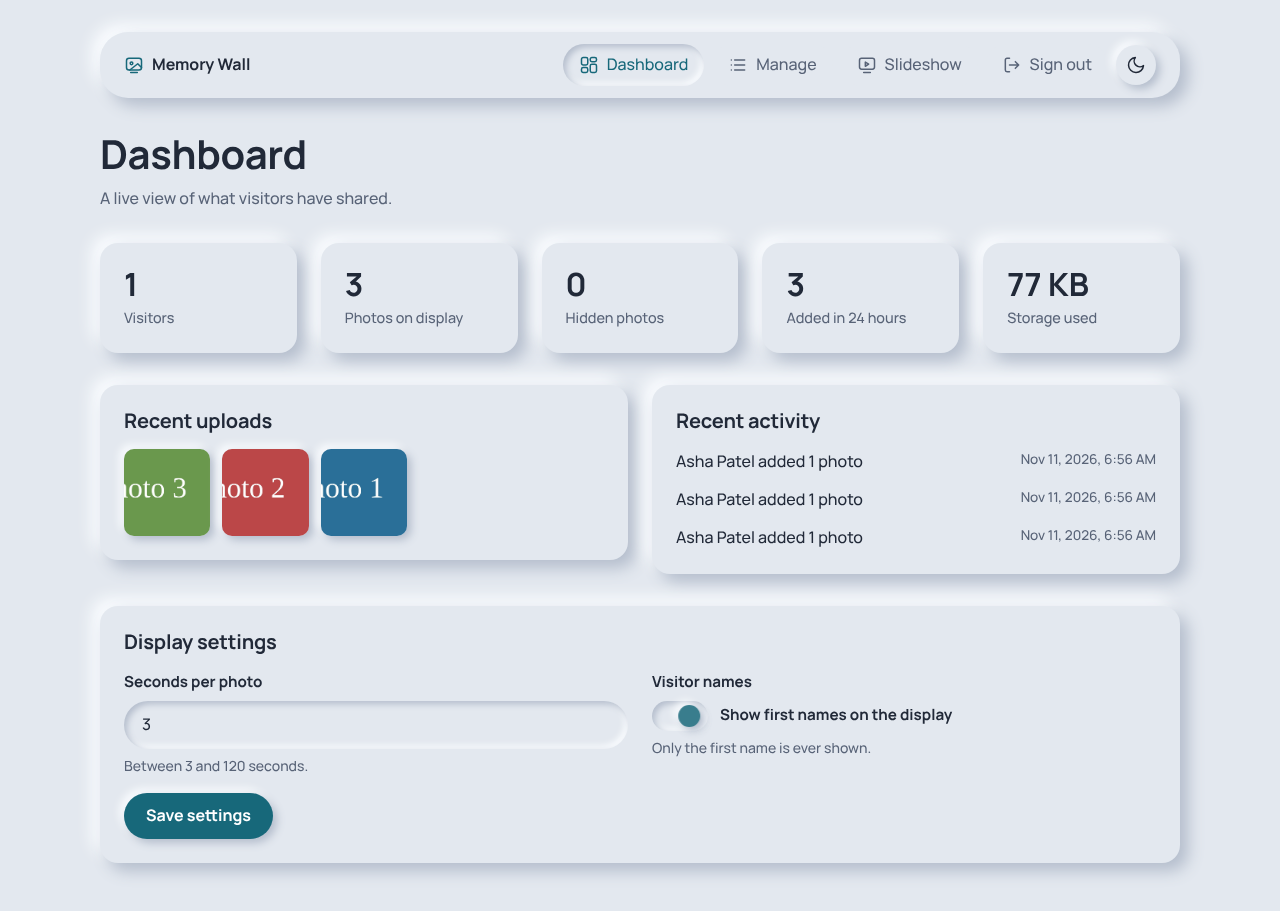 Memory Wall
Dashboard
Manage
Slideshow
Sign out
Dashboard
A live view of what visitors have shared.
1
Visitors
3
Photos on display
0
Hidden photos
3
Added in 24 hours
77 KB
Storage used
Recent uploads
oto 3
oto 2
oto 1
Recent activity
Asha Patel added 1 photo Nov 11, 2026, 6:56 AM
Asha Patel added 1 photo Nov 11, 2026, 6:56 AM
Asha Patel added 1 photo Nov 11, 2026, 6:56 AM
Display settings
Seconds per photo
3
Between 3 and 120 seconds.
Visitor names
Show first names on the display
Only the first name is ever shown.
Save settings